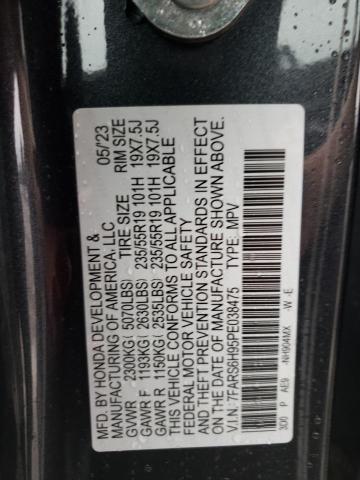 MFD. BY HONDA DEVELOPMENT &
MANUFACTURING OF AMERICA, LLC. 05/'23
GVWR 2300KG( 5070LBS) TIRE SIZE RIM SIZE
GAWR F 1193KG( 2630LBS) 235/55R19 101H 19X7.5J
GAWR R 1150KG( 2535LBS) 235/55R19 101H 19X7.5J
THIS VEHICLE CONFORMS TO ALL APPLICABLE
FEDERAL MOTOR VEHICLE SAFETY
AND THEFT PREVENTION STANDARDS IN EFFECT
ON THE DATE OF MANUFACTURE SHOWN ABOVE.
V.I.N.: 7FARS6H95PE038475 TYPE: MPV
300 P AE9 -NH904MX -W -E